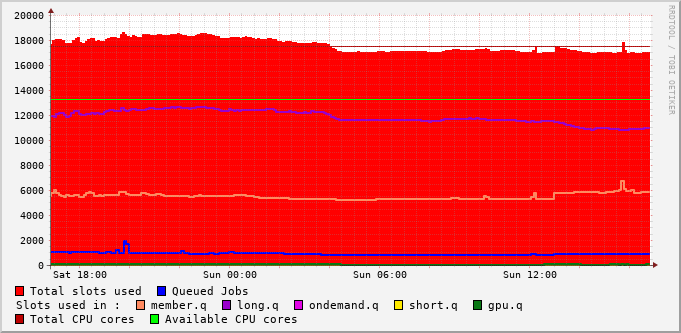 20000
18000
16000
14000
12000
10000
8000
6000
4000
2000
0
Sat 18:00 Sun 00:00 Sun 06:00 Sun 12:00
RRDTOOL / TOBI OETIKER
Total slots used Queued Jobs
Slots used in : member.q long.q ondemand.q short.q gpu.q
Total CPU cores Available CPU cores